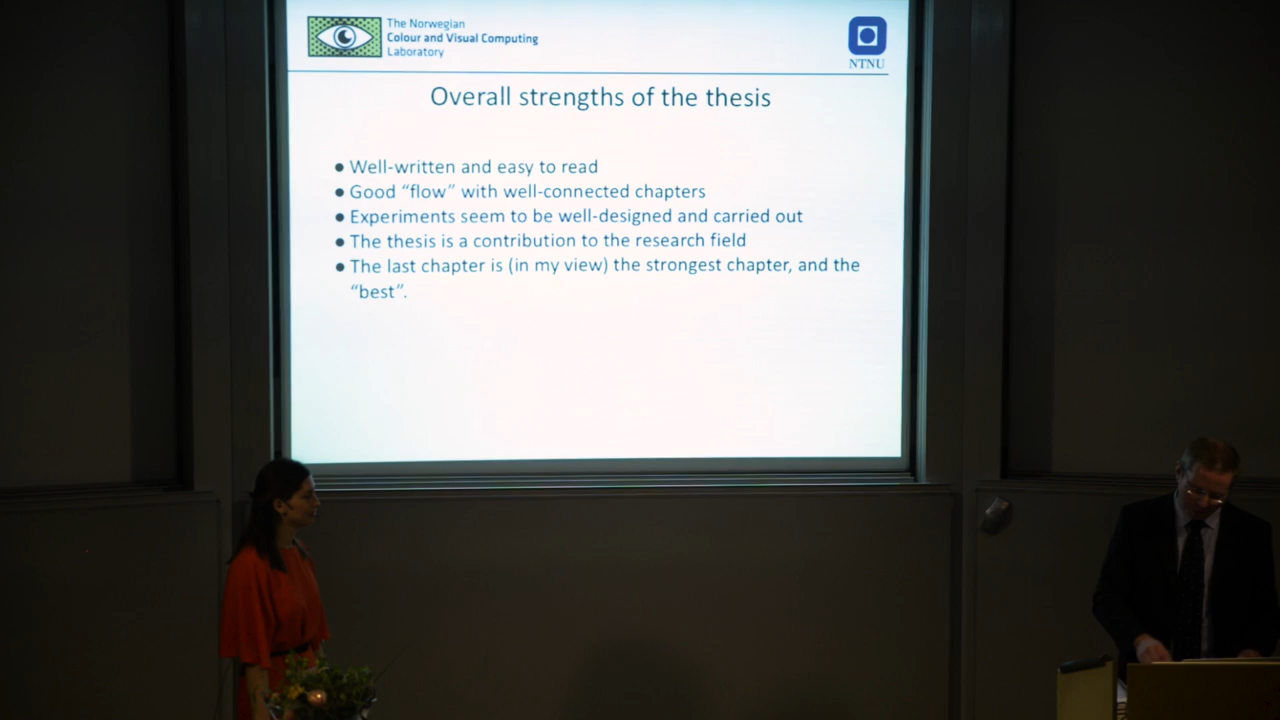 The Norwegian
Colour and Visual Computing
Laboratory
NTNU
Overall strengths of the thesis
● Well-written and easy to read
● Good “flow” with well-connected chapters
● Experiments seem to be well-designed and carried out
● The thesis is a contribution to the research field
● The last chapter is (in my view) the strongest chapter, and the
“best”.